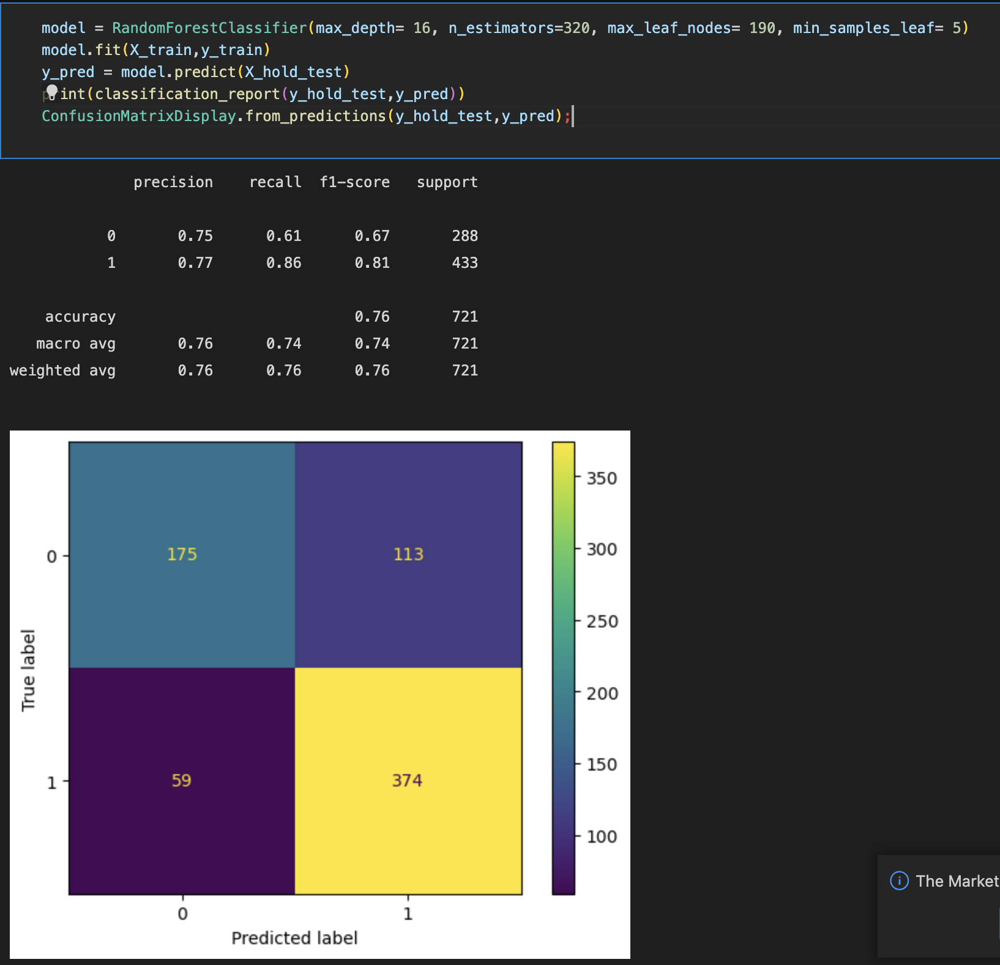 model = RandomForestClassifier(max_depth= 16, n_estimators=320, max_leaf_nodes= 190, min_samples_leaf= 5)
model.fit(X_train,y_train)
y_pred = model.predict(X_hold_test)
print(classification_report(y_hold_test,y_pred))
ConfusionMatrixDisplay.from_predictions(y_hold_test,y_pred);
precision recall f1-score support
0 0.75 0.61 0.67 288
1 0.77 0.86 0.81 433
accuracy 0.76 721
macro avg 0.76 0.74 0.74 721
weighted avg 0.76 0.76 0.76 721
350
300
250
200
150
100
0
1
True label
175 113
59 374
0 1
Predicted label
The Market